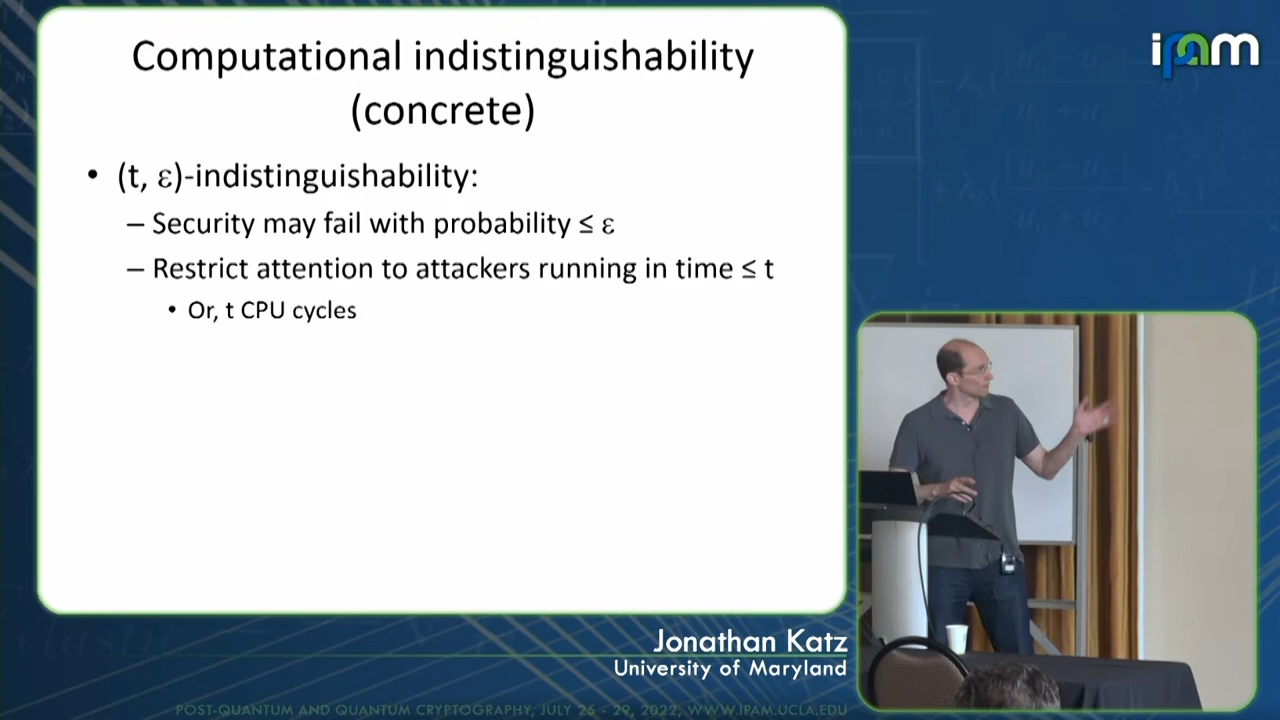 Computational indistinguishability
(concrete)
• (t, ε)-indistinguishability:
– Security may fail with probability ≤ ε
– Restrict attention to attackers running in time ≤ t
• Or, t CPU cycles
ipam
Jonathan Katz
University of Maryland
POST-QUANTUM AND QUANTUM CRYPTOGRAPHY, JULY 25 - 29, 2022, WWW.IPAM.UCLA.EDU